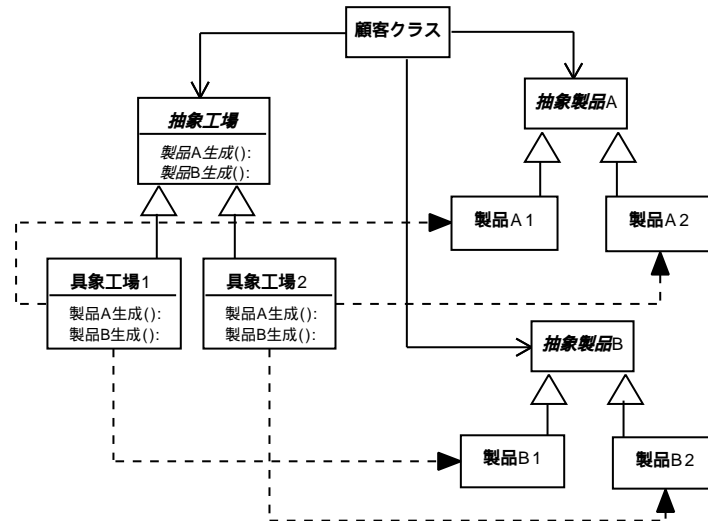 顧客クラス
抽象製品A
抽象工場
製品A生成():
製品B生成():
製品A1
製品A2
具象工場1
製品A生成():
製品B生成():
具象工場2
製品A生成():
製品B生成():
抽象製品B
製品B1
製品B2